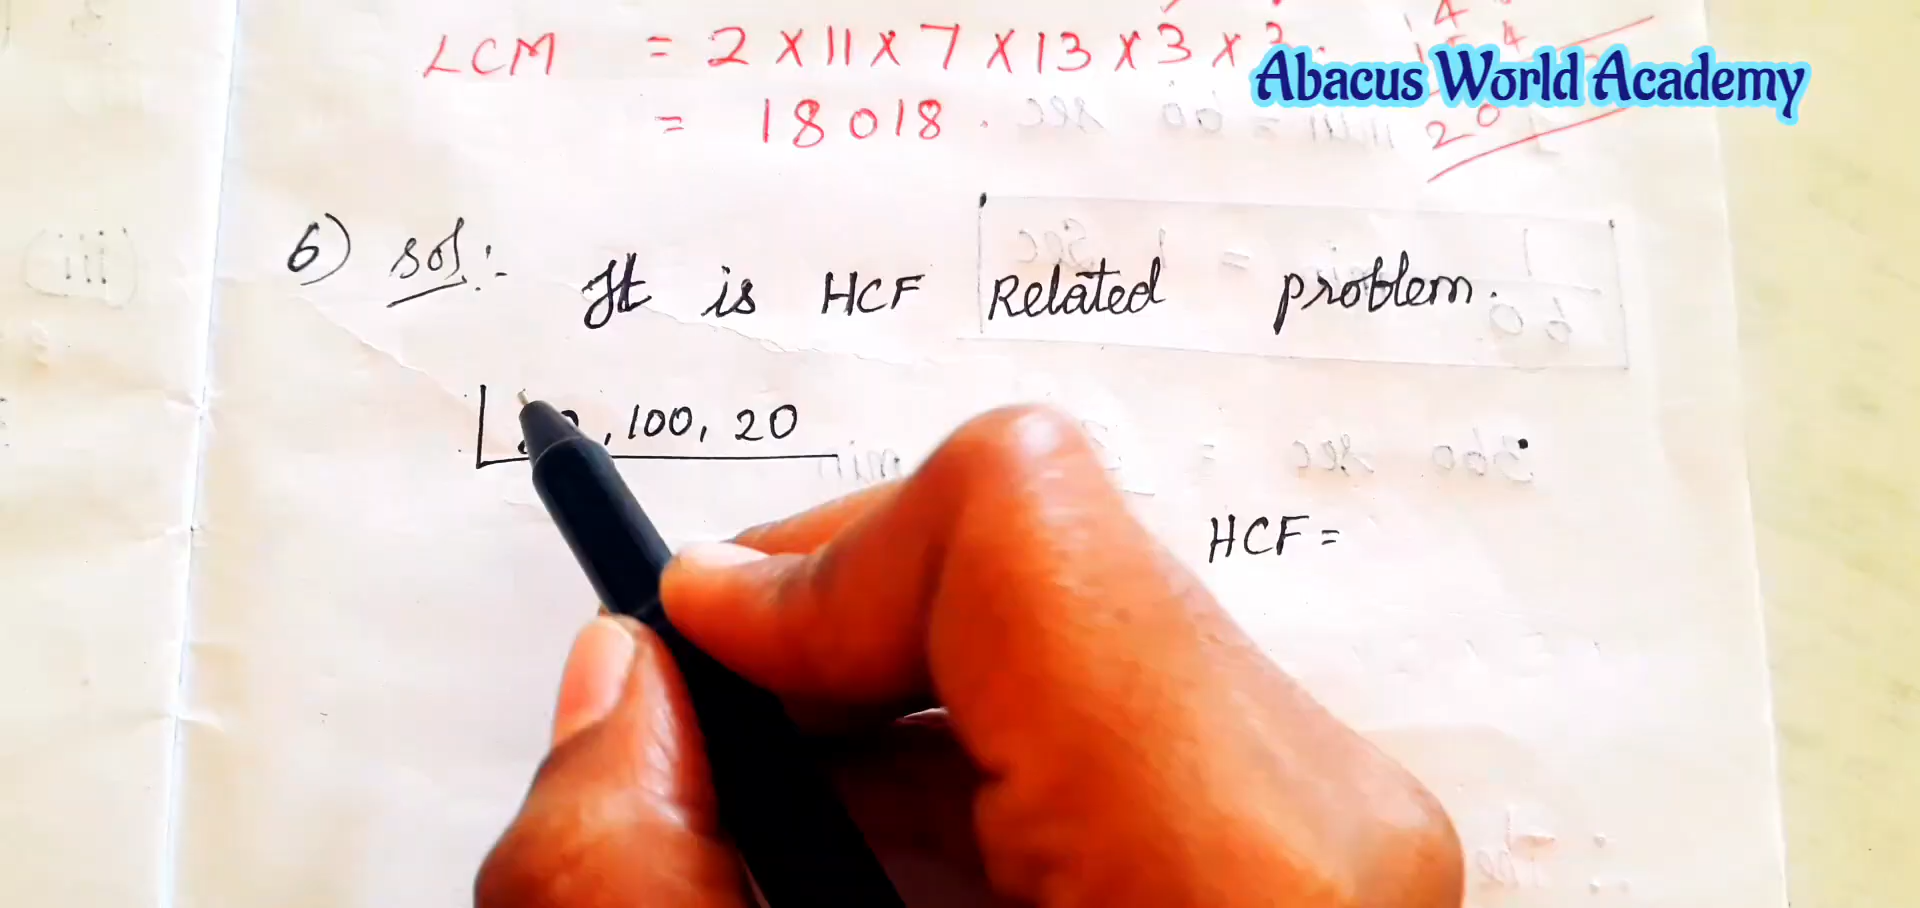 LCM = 2 X 11 X 7 X 13 X 3 X 3.
Abacus World Academy
= 18018.
6) sol:- It is HCF Related problem.
, 100, 20
HCF =